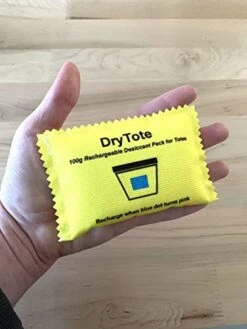 DryTote
100g Rechargeable Desiccant Pack for Totes
Recharge when blue dot turns pink